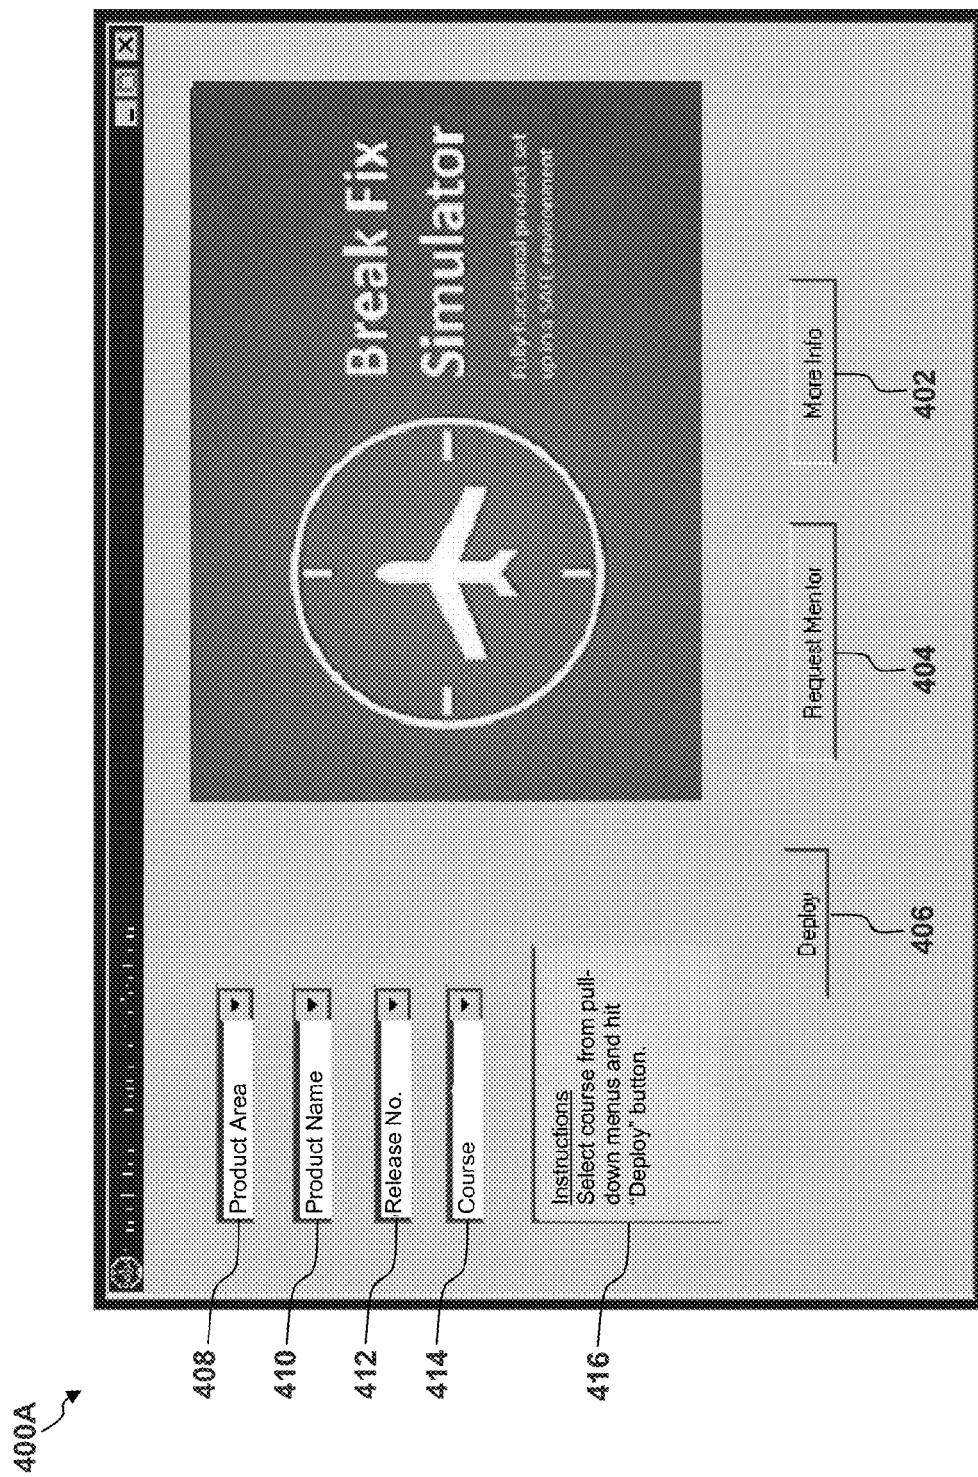 400A
408
Product Area
410
Product Name
412
Release No.
414
Course
416
Instructions
Select course from pull-
down menus and hit
"Deploy" button.
Break Fix
Simulator
Deploy
406
Request Mentor
404
More Info
402